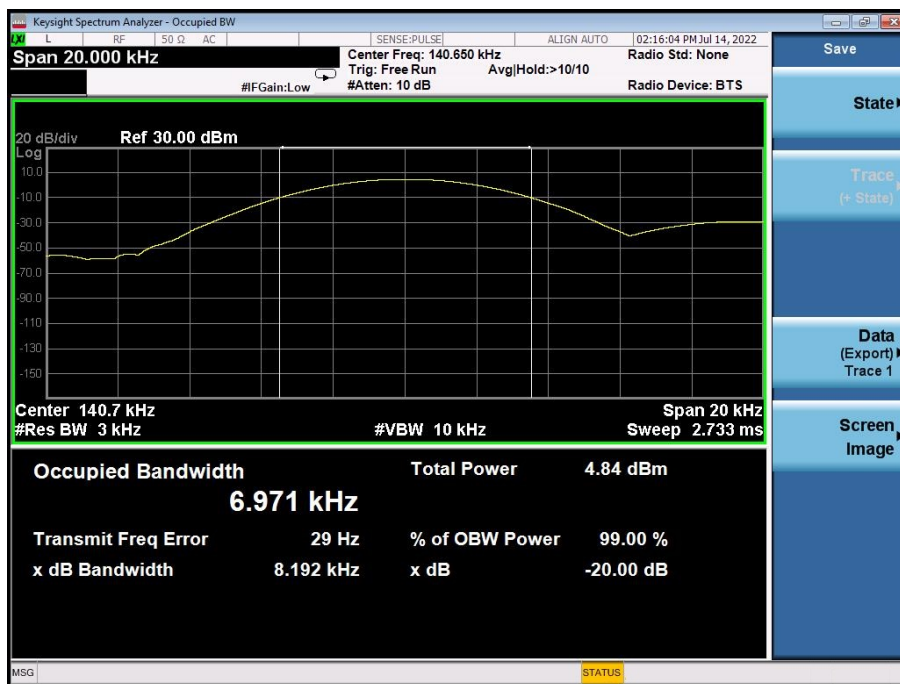 Keysight Spectrum Analyzer - Occupied BW
LXI L RF 50 Ω AC SENSE:PULSE ALIGN AUTO 02:16:04 PM Jul 14, 2022
Span 20.000 kHz
Center Freq: 140.650 kHz Radio Std: None
Trig: Free Run Avg|Hold:>10/10
#IFGain:Low #Atten: 10 dB Radio Device: BTS
20 dB/div Ref 30.00 dBm
Log
10.0
-10.0
-30.0
-50.0
-70.0
-90.0
-110
-130
-150
Center 140.7 kHz Span 20 kHz
#Res BW 3 kHz #VBW 10 kHz Sweep 2.733 ms
Occupied Bandwidth Total Power 4.84 dBm
6.971 kHz
Transmit Freq Error 29 Hz % of OBW Power 99.00 %
x dB Bandwidth 8.192 kHz x dB -20.00 dB
MSG STATUS
Save
State
Trace
(+ State)
Data
(Export)
Trace 1
Screen
Image